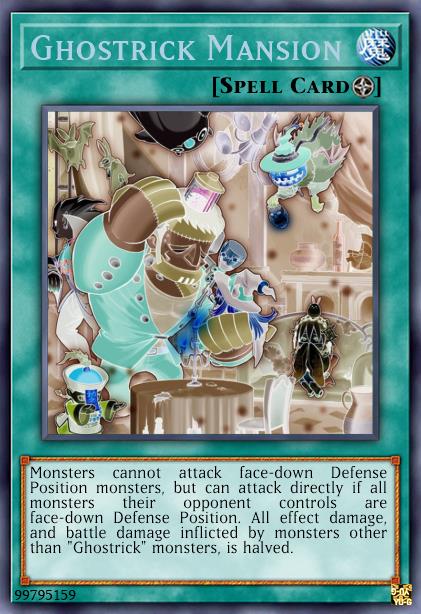 Ghostrick Mansion 魔
[Spell Card]
Monsters cannot attack face-down Defense
Position monsters, but can attack directly if all
monsters their opponent controls are
face-down Defense Position. All effect damage,
and battle damage inflicted by monsters other
than "Ghostrick" monsters, is halved.
99795159